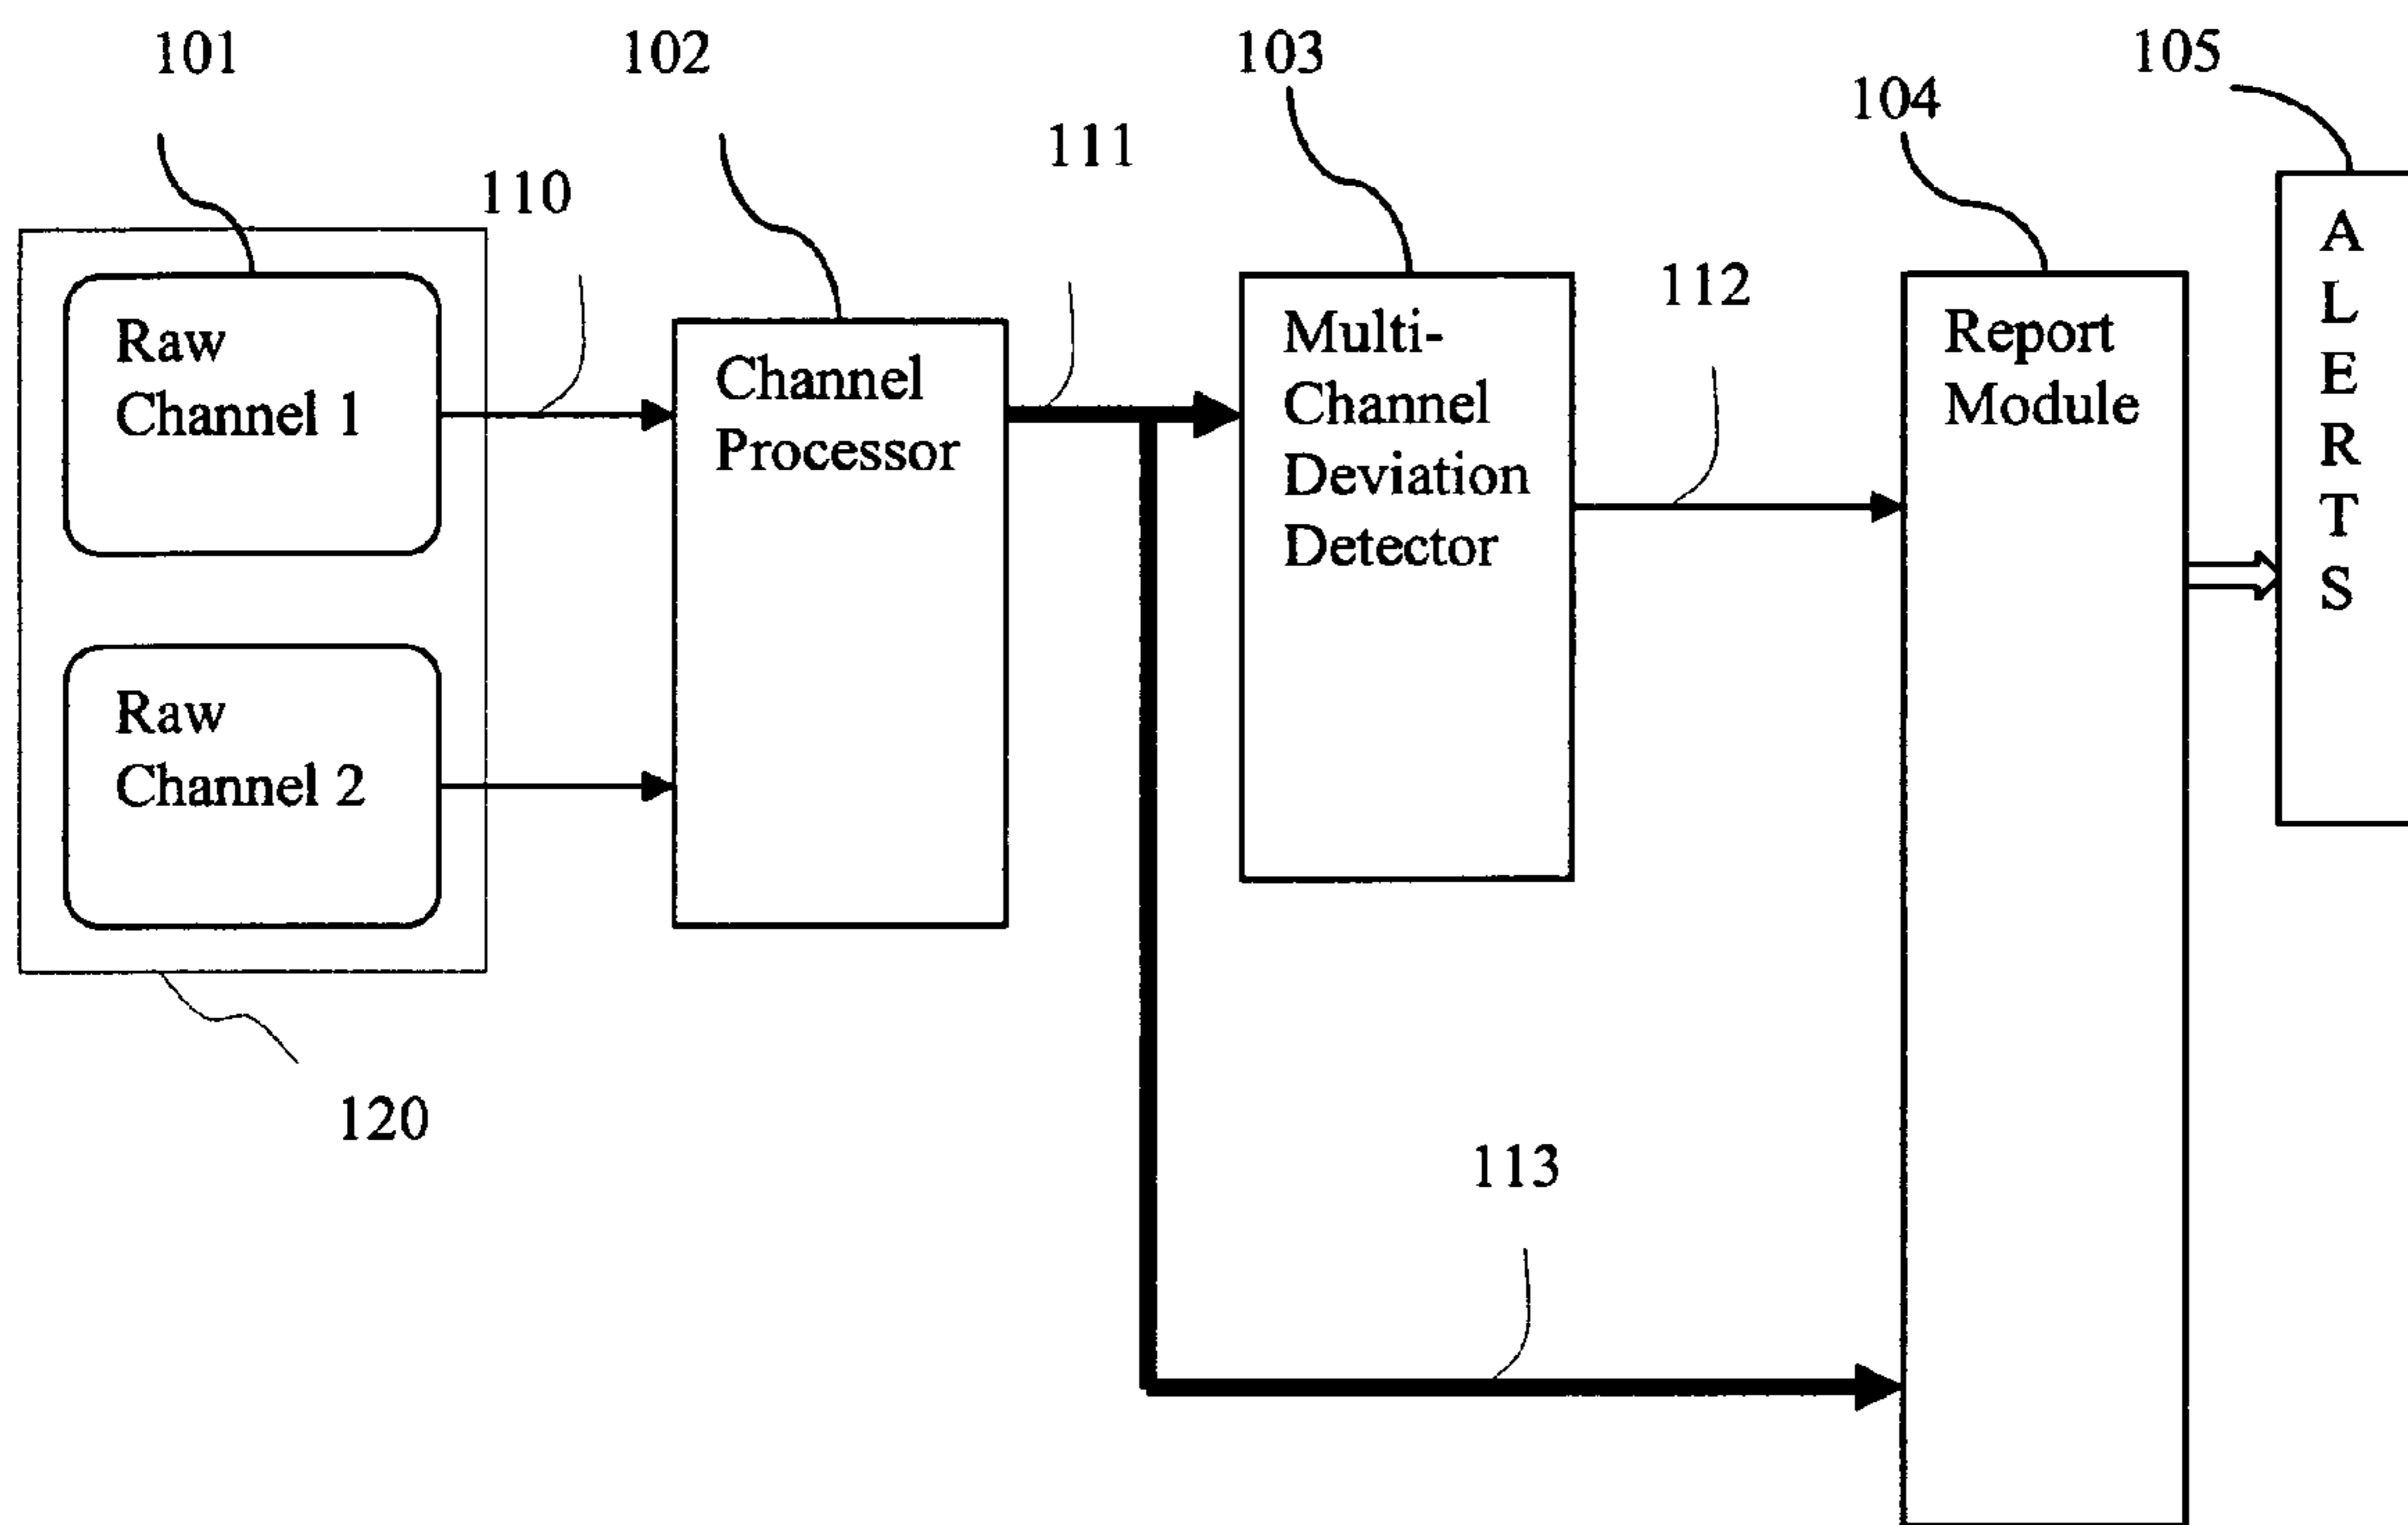 101
102
103
104
105
110
111
112
Raw
Channel 1
Channel
Processor
Multi-
Channel
Deviation
Detector
Report
Module
A
L
E
R
T
S
Raw
Channel 2
120
113